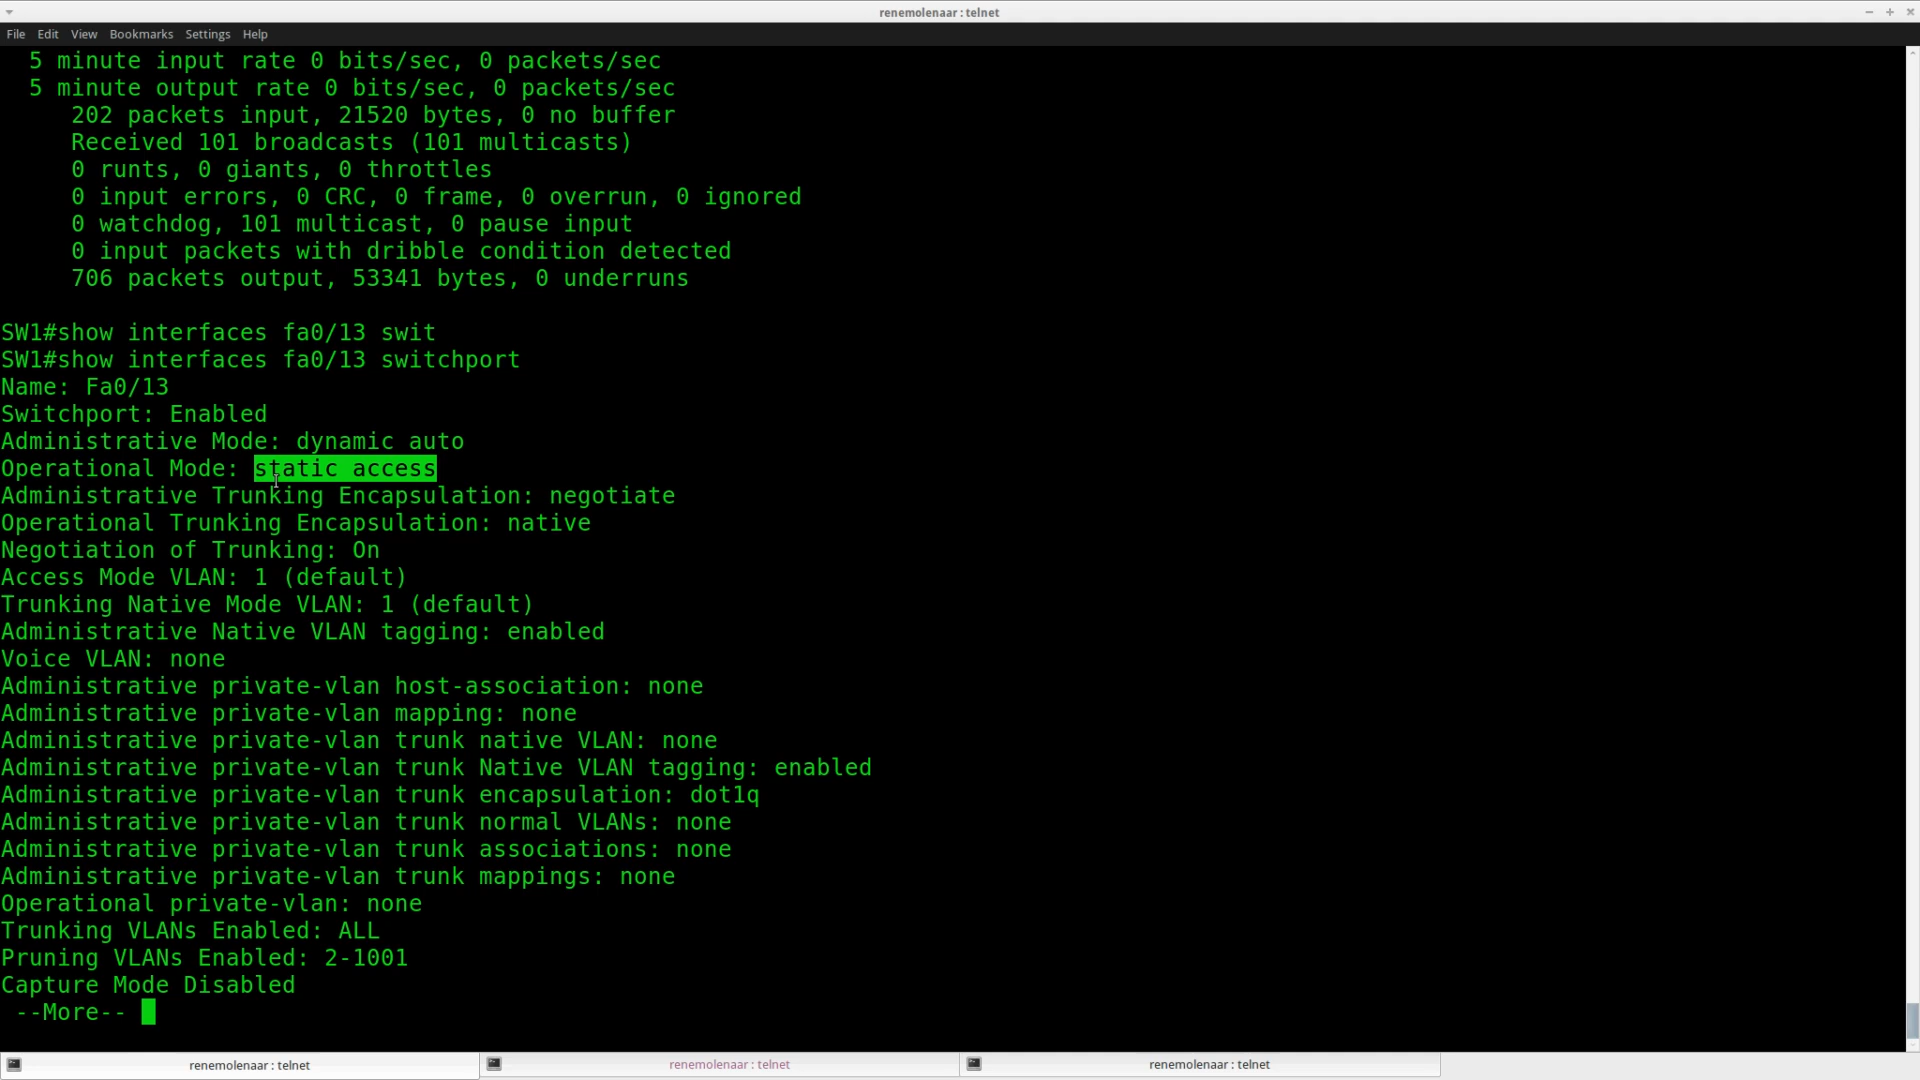 renemolenaar : telnet
File Edit View Bookmarks Settings Help
5 minute input rate 0 bits/sec, 0 packets/sec
5 minute output rate 0 bits/sec, 0 packets/sec
202 packets input, 21520 bytes, 0 no buffer
Received 101 broadcasts (101 multicasts)
0 runts, 0 giants, 0 throttles
0 input errors, 0 CRC, 0 frame, 0 overrun, 0 ignored
0 watchdog, 101 multicast, 0 pause input
0 input packets with dribble condition detected
706 packets output, 53341 bytes, 0 underruns
SW1#show interfaces fa0/13 swit
SW1#show interfaces fa0/13 switchport
Name: Fa0/13
Switchport: Enabled
Administrative Mode: dynamic auto
Operational Mode: static access
Administrative Trunking Encapsulation: negotiate
Operational Trunking Encapsulation: native
Negotiation of Trunking: On
Access Mode VLAN: 1 (default)
Trunking Native Mode VLAN: 1 (default)
Administrative Native VLAN tagging: enabled
Voice VLAN: none
Administrative private-vlan host-association: none
Administrative private-vlan mapping: none
Administrative private-vlan trunk native VLAN: none
Administrative private-vlan trunk Native VLAN tagging: enabled
Administrative private-vlan trunk encapsulation: dot1q
Administrative private-vlan trunk normal VLANs: none
Administrative private-vlan trunk associations: none
Administrative private-vlan trunk mappings: none
Operational private-vlan: none
Trunking VLANs Enabled: ALL
Pruning VLANs Enabled: 2-1001
Capture Mode Disabled
--More--
renemolenaar : telnet renemolenaar : telnet renemolenaar : telnet